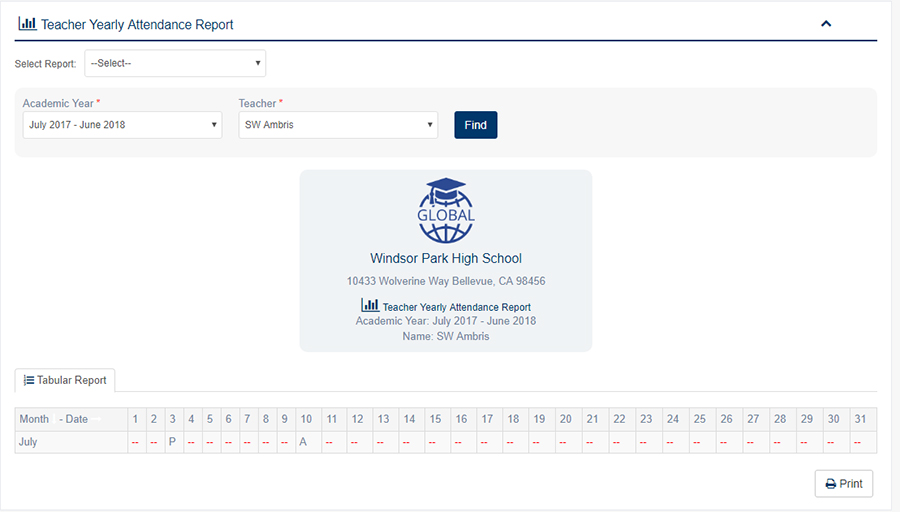 Teacher Yearly Attendance Report
Select Report: --Select--
Academic Year * Teacher *
July 2017 - June 2018 SW Ambris Find
GLOBAL
Windsor Park High School
10433 Wolverine Way Bellevue, CA 98456
Teacher Yearly Attendance Report
Academic Year: July 2017 - June 2018
Name: SW Ambris
Tabular Report
Month - Date 1 2 3 4 5 6 7 8 9 10 11 12 13 14 15 16 17 18 19 20 21 22 23 24 25 26 27 28 29 30 31
July -- -- P -- -- -- -- -- -- A -- -- -- -- -- -- -- -- -- -- -- -- -- -- -- -- -- -- -- -- --
Print